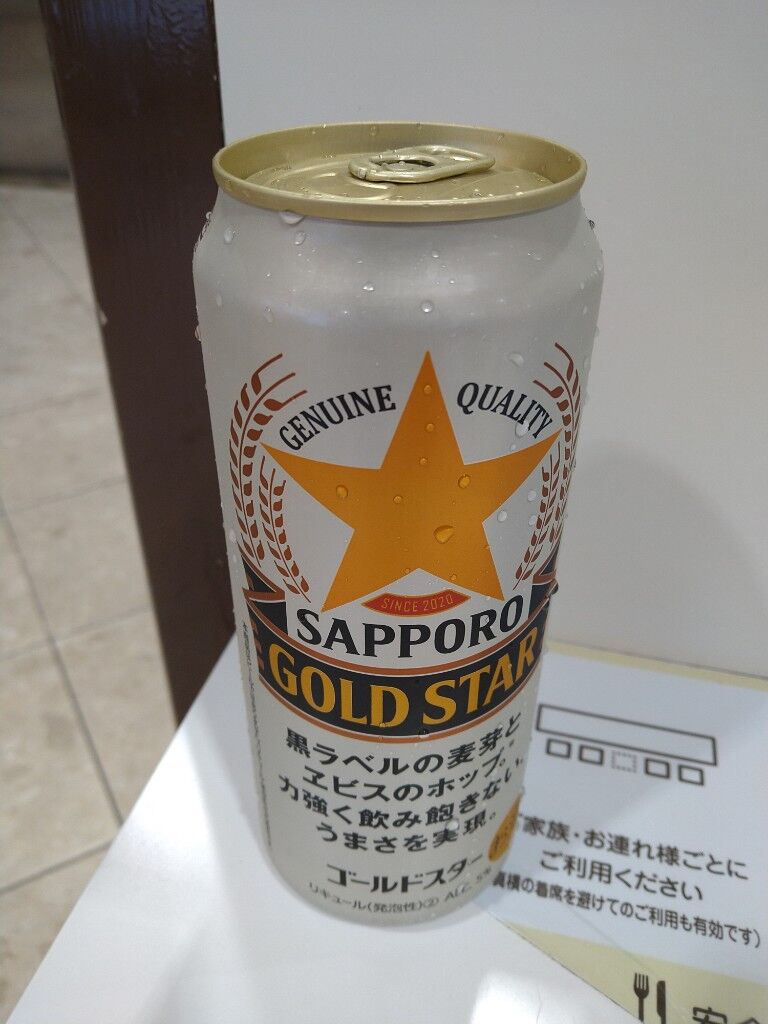 GENUINE QUALITY
SINCE 2020
SAPPORO
GOLD STAR
黒ラベルの麦芽と
ヱビスのホップ。
力強く飲み飽きない、
うまさを実現。
ゴールドスター
リキュール(発泡性)② ALC. 5%
ご家族・お連れ様ごとに
ご利用ください
真横の着席を避けてのご利用も有効です)
安全